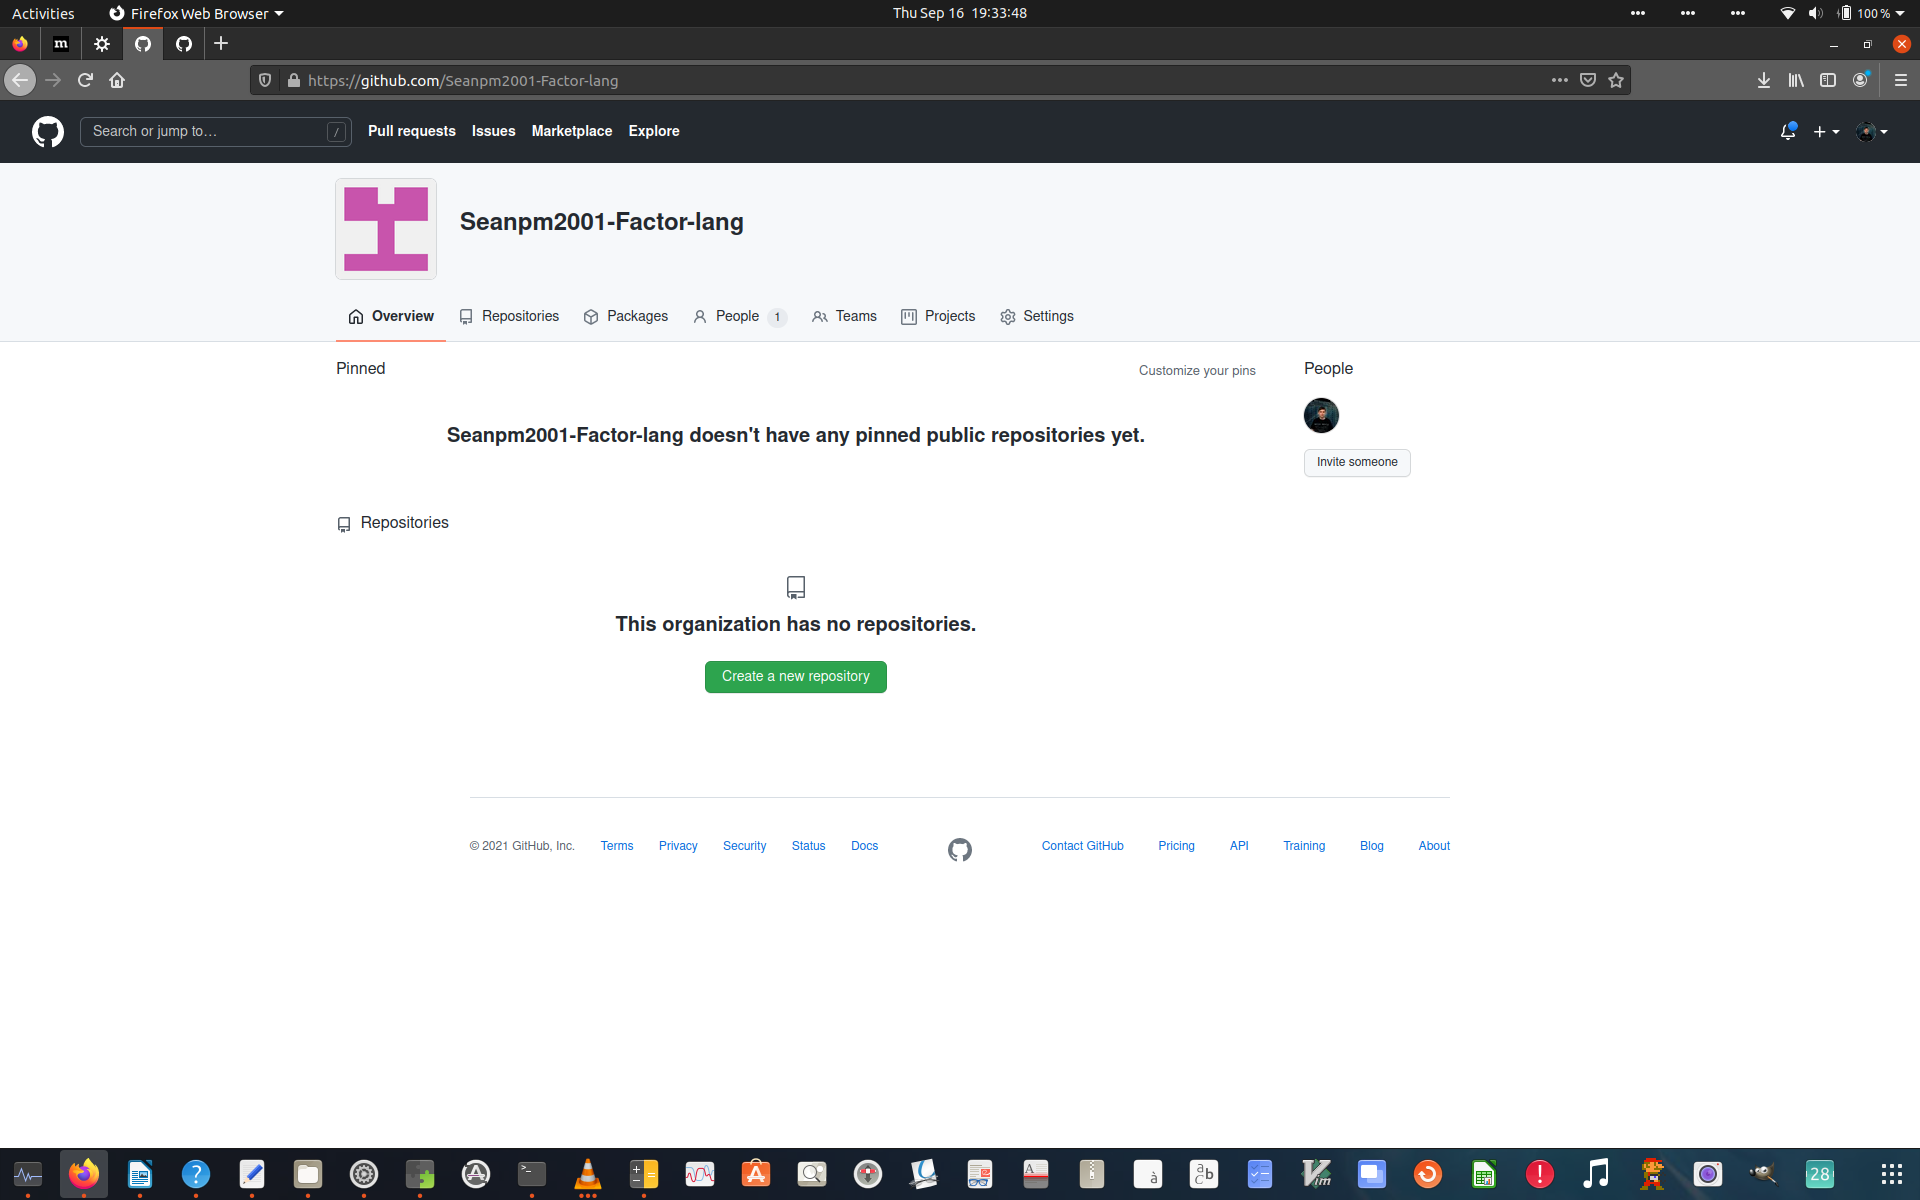 Activities Firefox Web Browser Thu Sep 16 19:33:48 100 %
m
https://github.com/Seanpm2001-Factor-lang
Search or jump to… / Pull requests Issues Marketplace Explore
Seanpm2001-Factor-lang
Overview Repositories Packages People 1 Teams Projects Settings
Pinned Customize your pins People
Seanpm2001-Factor-lang doesn't have any pinned public repositories yet.
Invite someone
Repositories
This organization has no repositories.
Create a new repository
© 2021 GitHub, Inc. Terms Privacy Security Status Docs Contact GitHub Pricing API Training Blog About
28